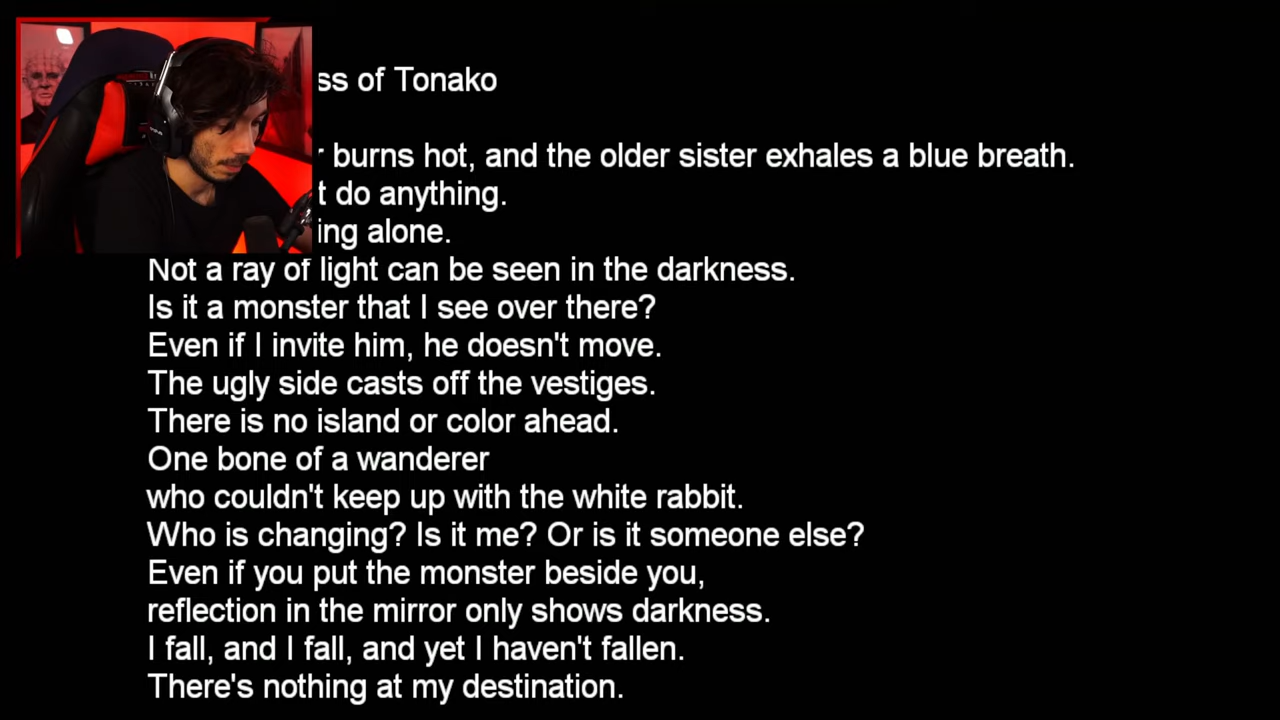 ss of Tonako
burns hot, and the older sister exhales a blue breath.
t do anything.
ing alone.
Not a ray of light can be seen in the darkness.
Is it a monster that I see over there?
Even if I invite him, he doesn't move.
The ugly side casts off the vestiges.
There is no island or color ahead.
One bone of a wanderer
who couldn't keep up with the white rabbit.
Who is changing? Is it me? Or is it someone else?
Even if you put the monster beside you,
reflection in the mirror only shows darkness.
I fall, and I fall, and yet I haven't fallen.
There's nothing at my destination.